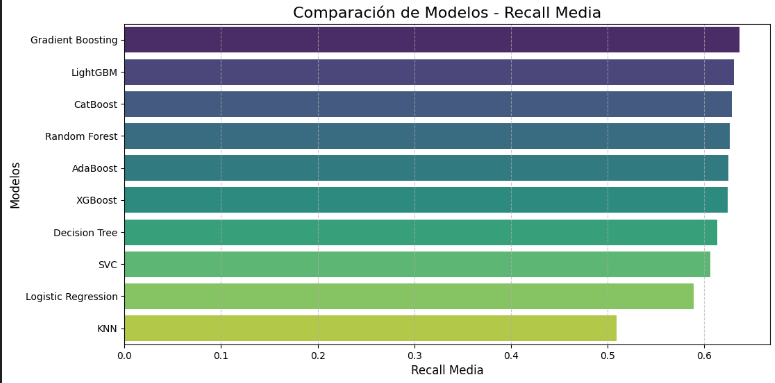 Comparación de Modelos - Recall Media
Modelos
Gradient Boosting
LightGBM
CatBoost
Random Forest
AdaBoost
XGBoost
Decision Tree
SVC
Logistic Regression
KNN
0.0 0.1 0.2 0.3 0.4 0.5 0.6
Recall Media